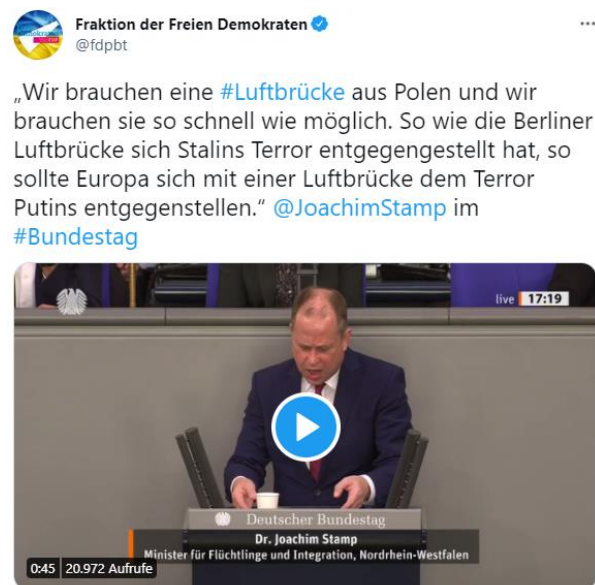 Fraktion der Freien Demokraten
@fdpbt
„Wir brauchen eine #Luftbrücke aus Polen und wir
brauchen sie so schnell wie möglich. So wie die Berliner
Luftbrücke sich Stalins Terror entgegengestellt hat, so
sollte Europa sich mit einer Luftbrücke dem Terror
Putins entgegenstellen.“ @JoachimStamp im
#Bundestag
live 17:19
Deutscher Bundestag
Dr. Joachim Stamp
Minister für Flüchtlinge und Integration, Nordrhein-Westfalen
0:45 20.972 Aufrufe